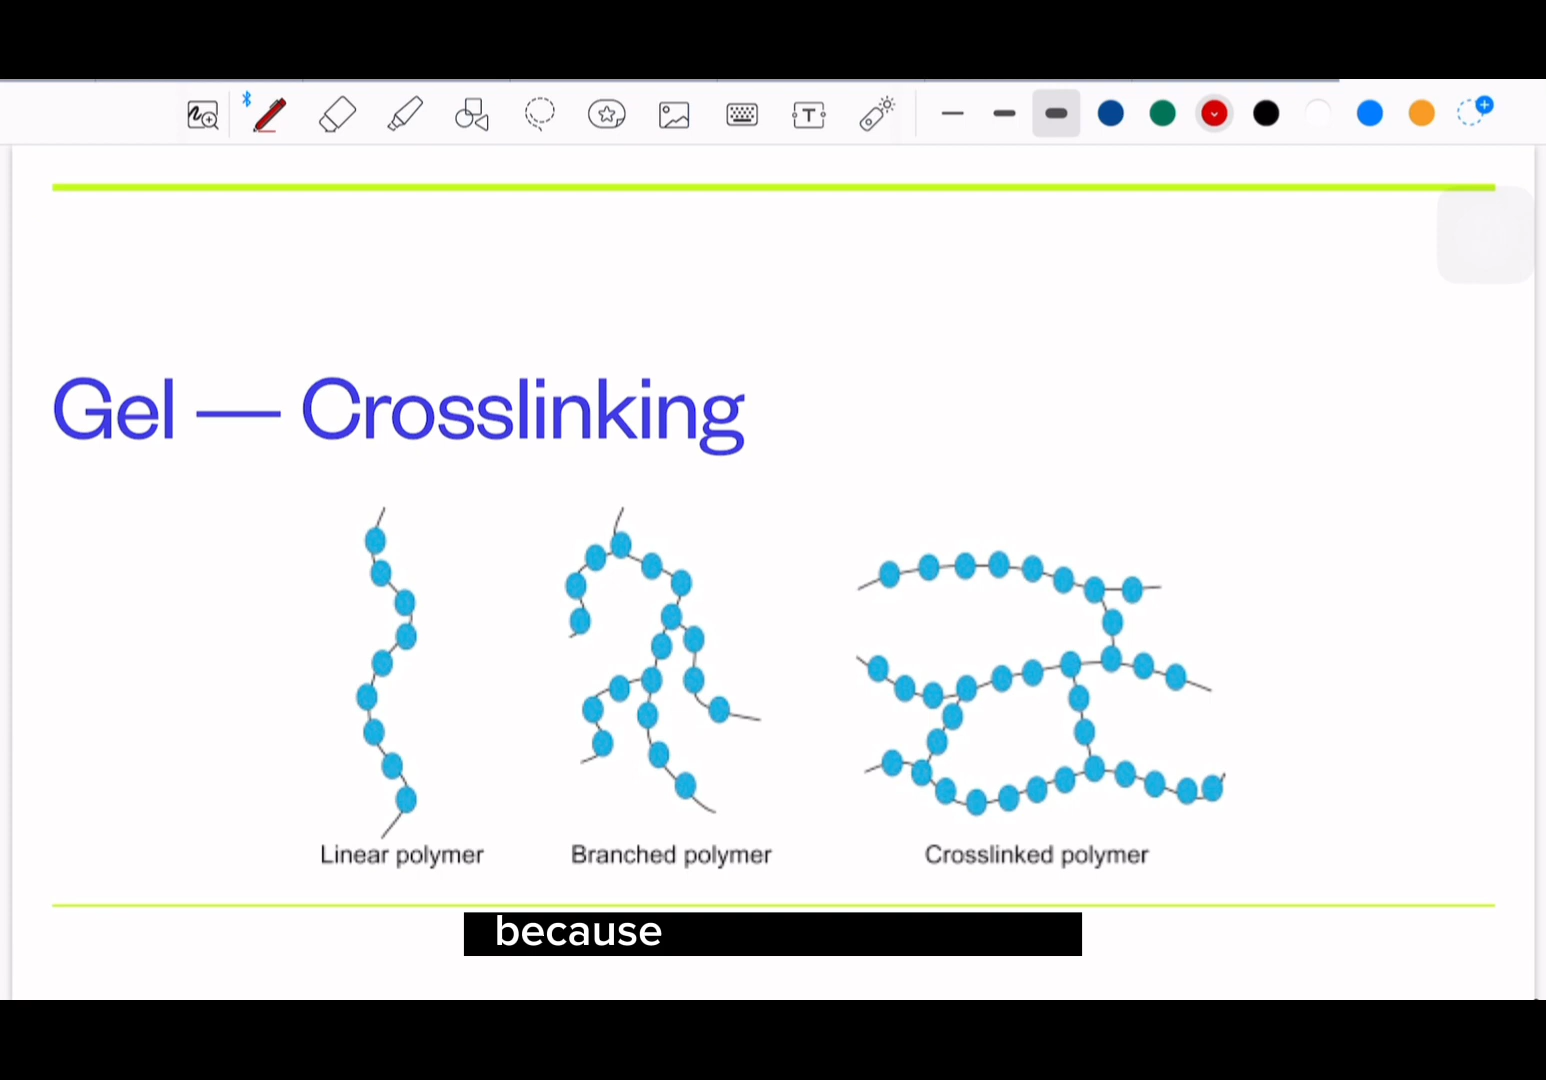 T
Gel — Crosslinking
Linear polymer
Branched polymer
Crosslinked polymer
because